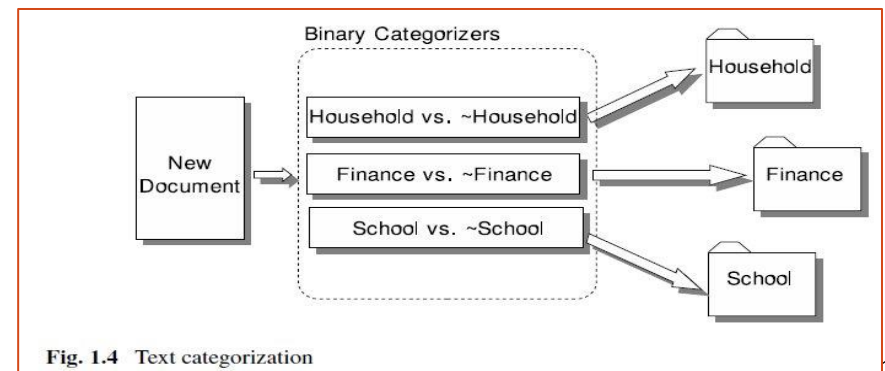 Binary Categorizers
Household
Household vs. ~Household
New
Document
Finance vs. ~Finance
Finance
School vs. ~School
School
Fig. 1.4 Text categorization